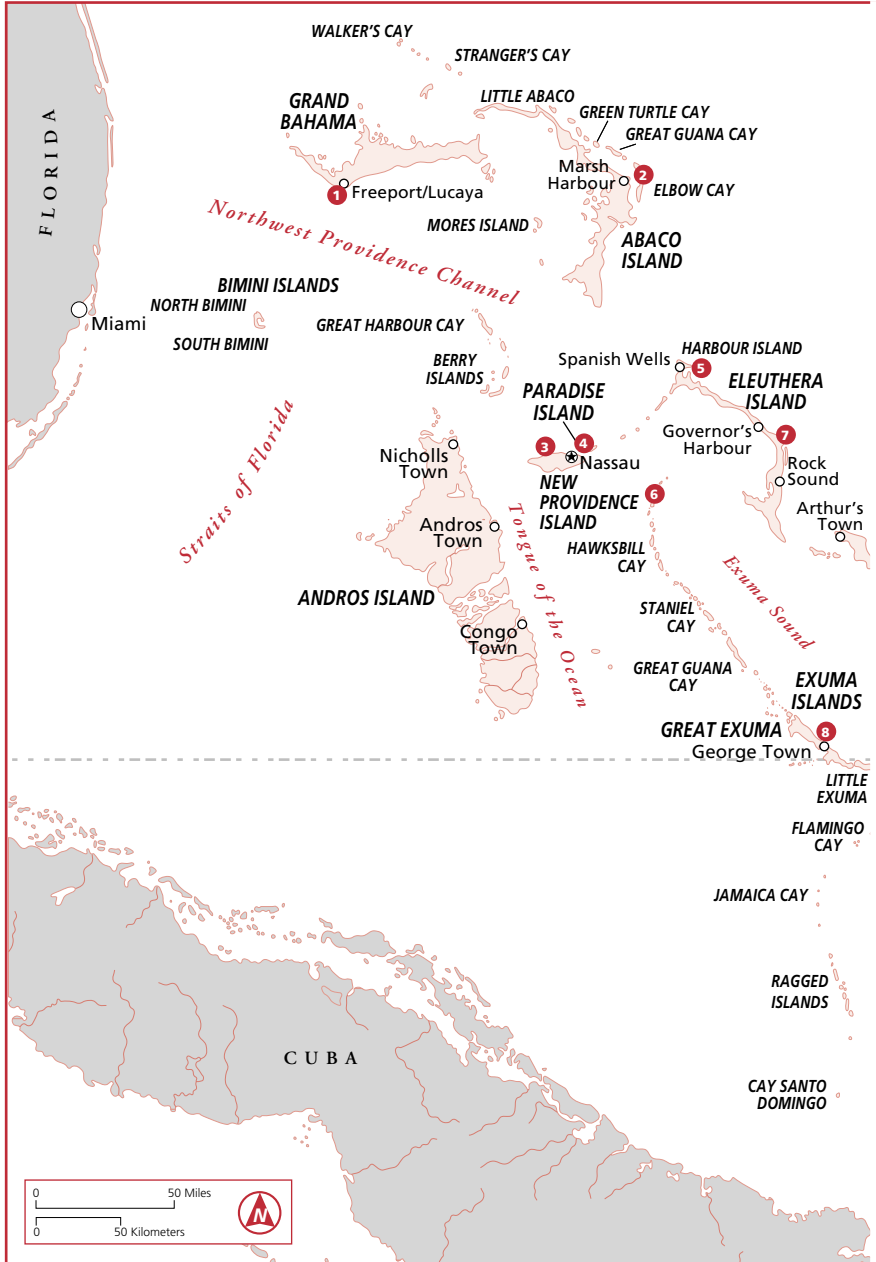 WALKER'S CAY
STRANGER'S CAY
FLORIDA
GRAND
BAHAMA
LITTLE ABACO
GREEN TURTLE CAY
GREAT GUANA CAY
Marsh
Harbour
2
ELBOW CAY
1
Freeport/Lucaya
MORES ISLAND
ABACO
ISLAND
Northwest Providence Channel
BIMINI ISLANDS
NORTH BIMINI
Miami
SOUTH BIMINI
GREAT HARBOUR CAY
BERRY
ISLANDS
Spanish Wells
HARBOUR ISLAND
5
ELEUTHERA
ISLAND
PARADISE
ISLAND
Governor's
Harbour
7
3
4
Nassau
Nicholls
Town
Rock
Sound
NEW
PROVIDENCE
ISLAND
6
Straits of Florida
Andros
Town
Arthur's
Town
Tongue of the Ocean
HAWKSBILL
CAY
Exuma Sound
ANDROS ISLAND
STANIEL
CAY
Congo
Town
GREAT GUANA
CAY
EXUMA
ISLANDS
GREAT EXUMA
8
George Town
LITTLE
EXUMA
FLAMINGO
CAY
JAMAICA CAY
RAGGED
ISLANDS
CUBA
CAY SANTO
DOMINGO
0
50 Miles
0
50 Kilometers
N